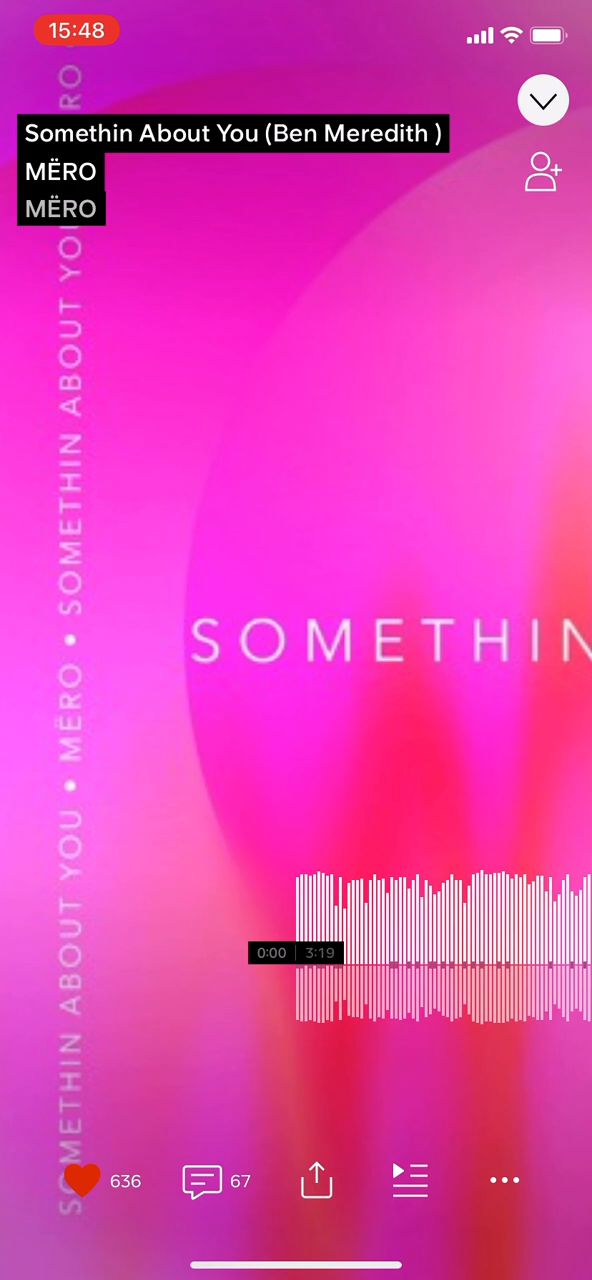 15:48
Somethin About You (Ben Meredith )
MËRO
MËRO
SOMETHIN ABOUT YOU • MËRO • SOMETHIN ABOUT YOU RO
SOMETHIN
0:00 3:19
636 67